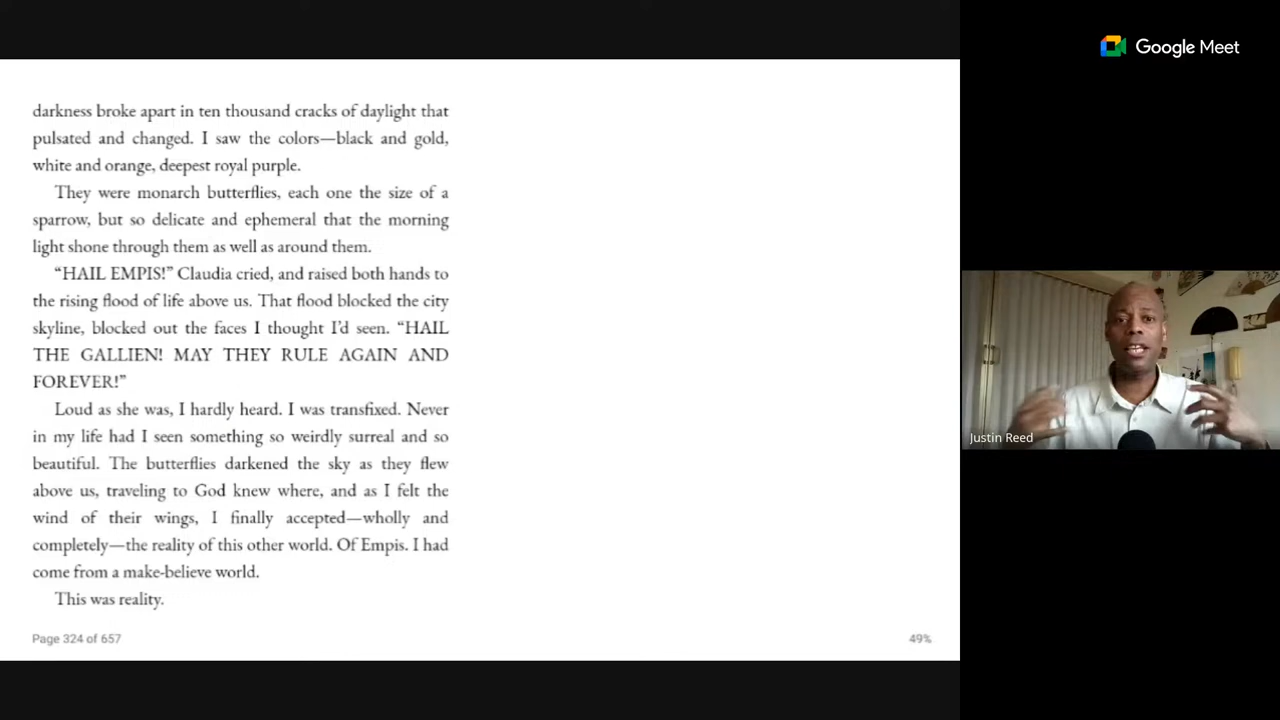 darkness broke apart in ten thousand cracks of daylight that
pulsated and changed. I saw the colors—black and gold,
white and orange, deepest royal purple.
They were monarch butterflies, each one the size of a
sparrow, but so delicate and ephemeral that the morning
light shone through them as well as around them.
“HAIL EMPIS!” Claudia cried, and raised both hands to
the rising flood of life above us. That flood blocked the city
skyline, blocked out the faces I thought I’d seen. “HAIL
THE GALLIEN! MAY THEY RULE AGAIN AND
FOREVER!”
Loud as she was, I hardly heard. I was transfixed. Never
in my life had I seen something so weirdly surreal and so
beautiful. The butterflies darkened the sky as they flew
above us, traveling to God knew where, and as I felt the
wind of their wings, I finally accepted—wholly and
completely—the reality of this other world. Of Empis. I had
come from a make-believe world.
This was reality.
Page 324 of 657
49%
Google Meet
Justin Reed